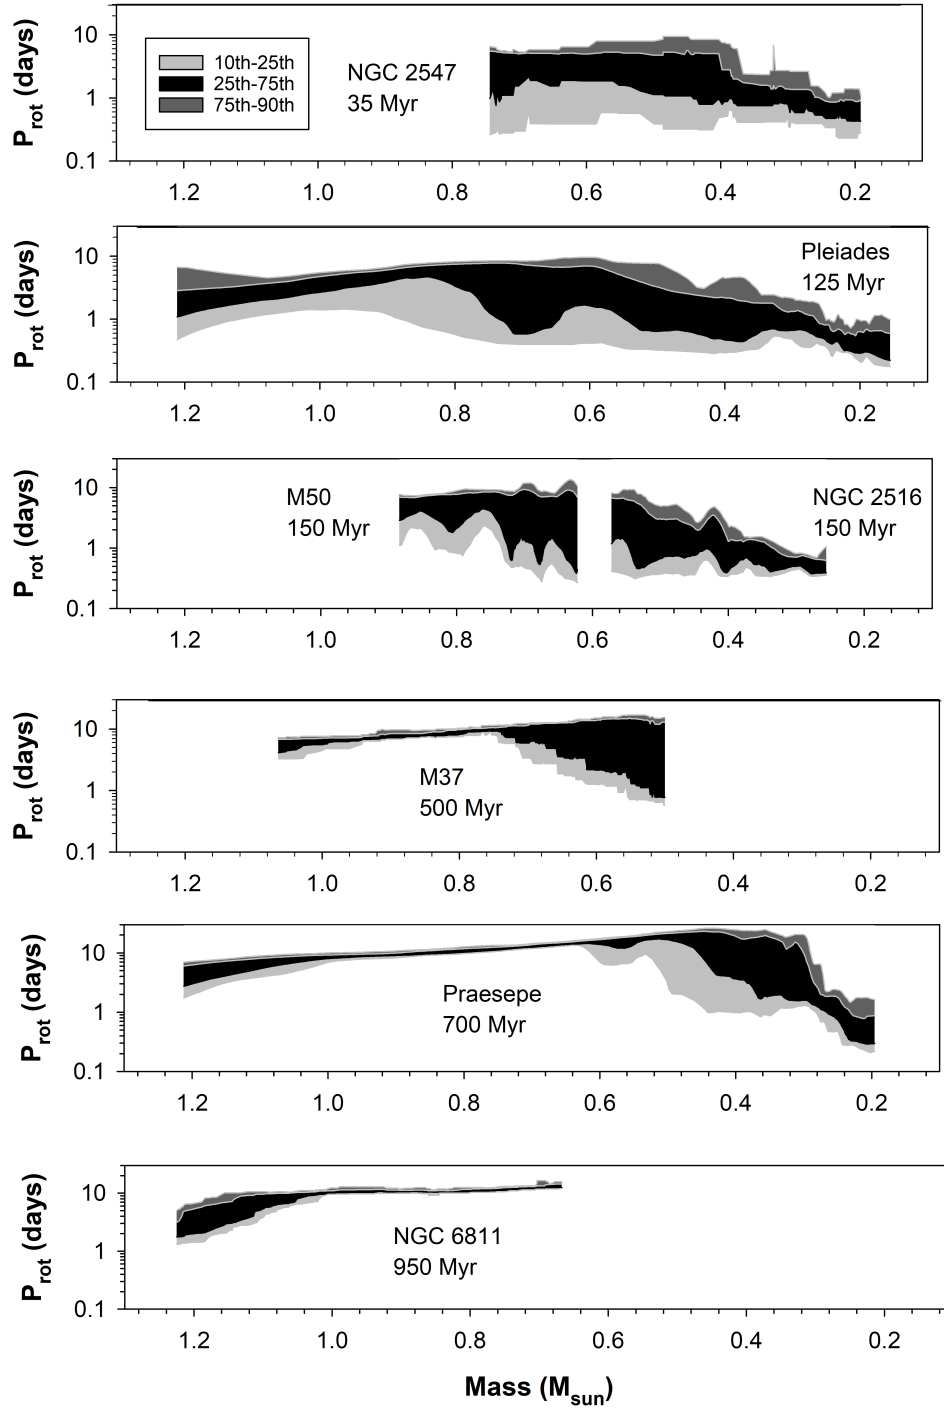 P_rot (days)
10
1
0.1
10th-25th
25th-75th
75th-90th
NGC 2547
35 Myr
1.2 1.0 0.8 0.6 0.4 0.2
P_rot (days)
10
1
0.1
Pleiades
125 Myr
1.2 1.0 0.8 0.6 0.4 0.2
P_rot (days)
10
1
0.1
M50
150 Myr
NGC 2516
150 Myr
1.2 1.0 0.8 0.6 0.4 0.2
P_rot (days)
10
1
0.1
M37
500 Myr
1.2 1.0 0.8 0.6 0.4 0.2
P_rot (days)
10
1
0.1
Praesepe
700 Myr
1.2 1.0 0.8 0.6 0.4 0.2
P_rot (days)
10
1
0.1
NGC 6811
950 Myr
1.2 1.0 0.8 0.6 0.4 0.2
Mass (M_sun)